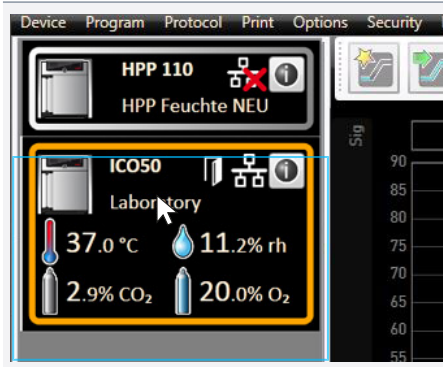 Device Program Protocol Print Options Security
HPP 110
HPP Feuchte NEU
ICO50
Laboratory
37.0 °C 11.2% rh
2.9% CO₂ 20.0% O₂
Sig
90
85
80
75
70
65
60
55